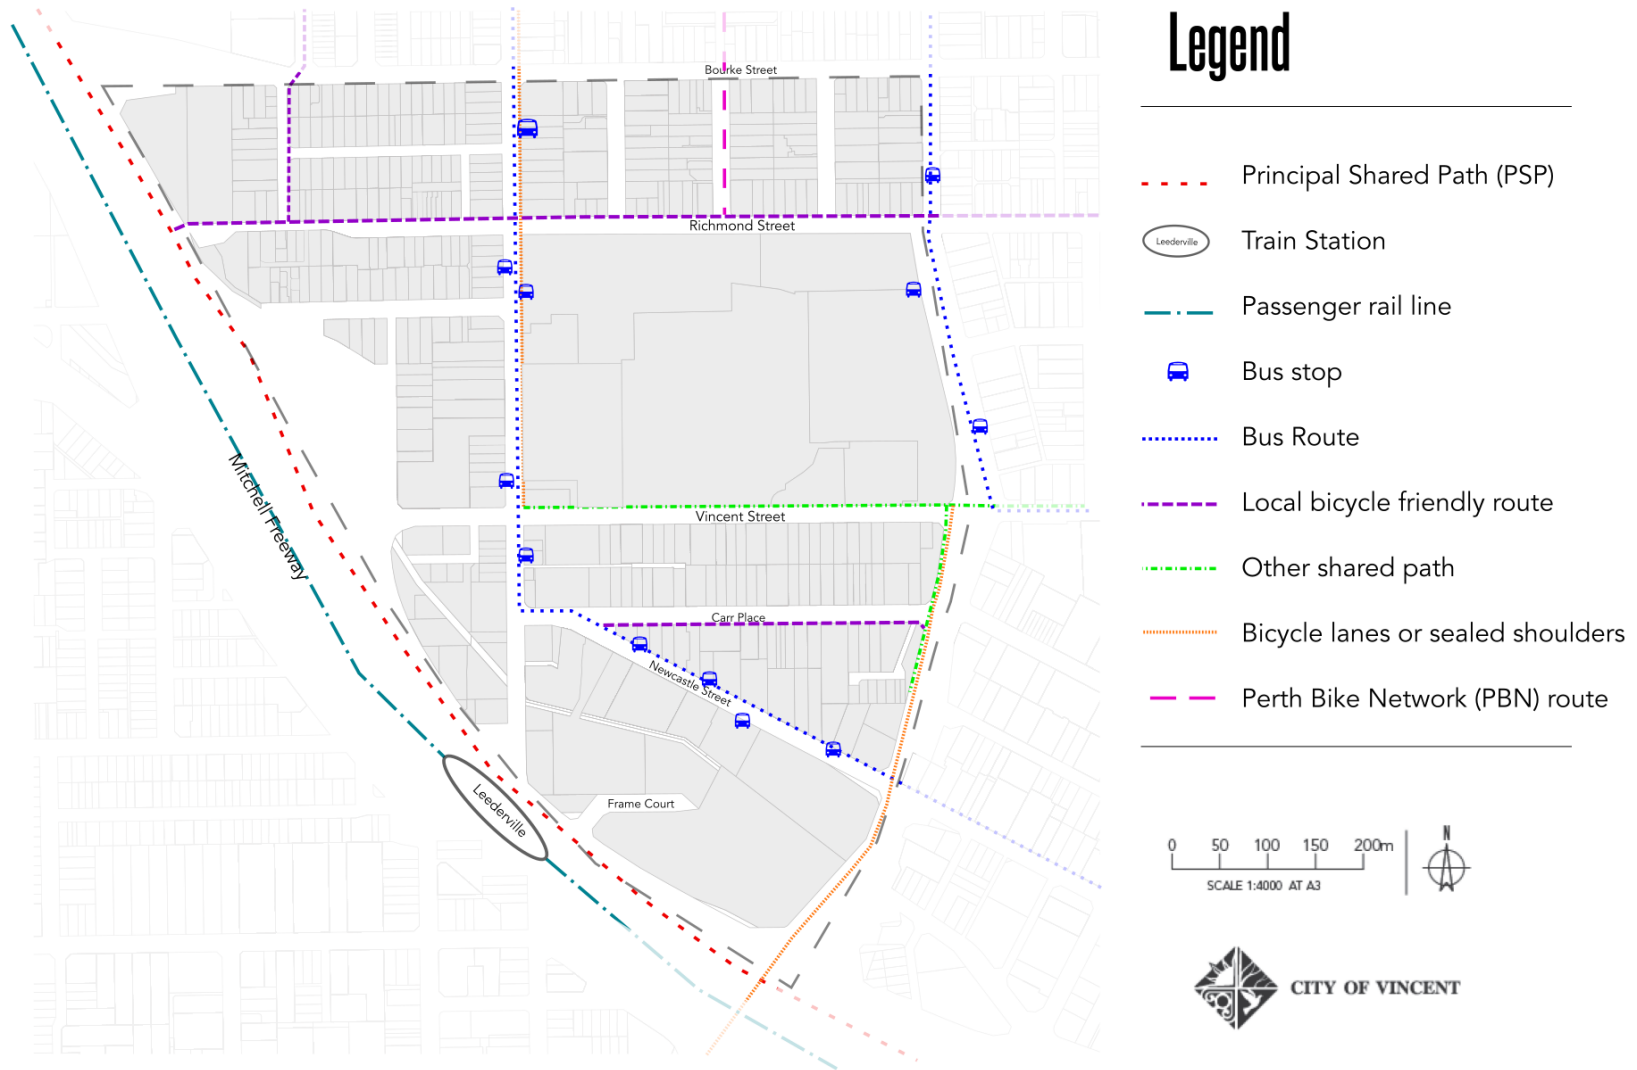 Legend
Bourke Street
Principal Shared Path (PSP)
Richmond Street
Leederville
Train Station
Passenger rail line
Bus stop
Bus Route
Mitchell Freeway
Local bicycle friendly route
Vincent Street
Other shared path
Carr Place
Bicycle lanes or sealed shoulders
Newcastle Street
Perth Bike Network (PBN) route
Leederville
Frame Court
N
0 50 100 150 200m
SCALE 1:4000 AT A3
CITY OF VINCENT